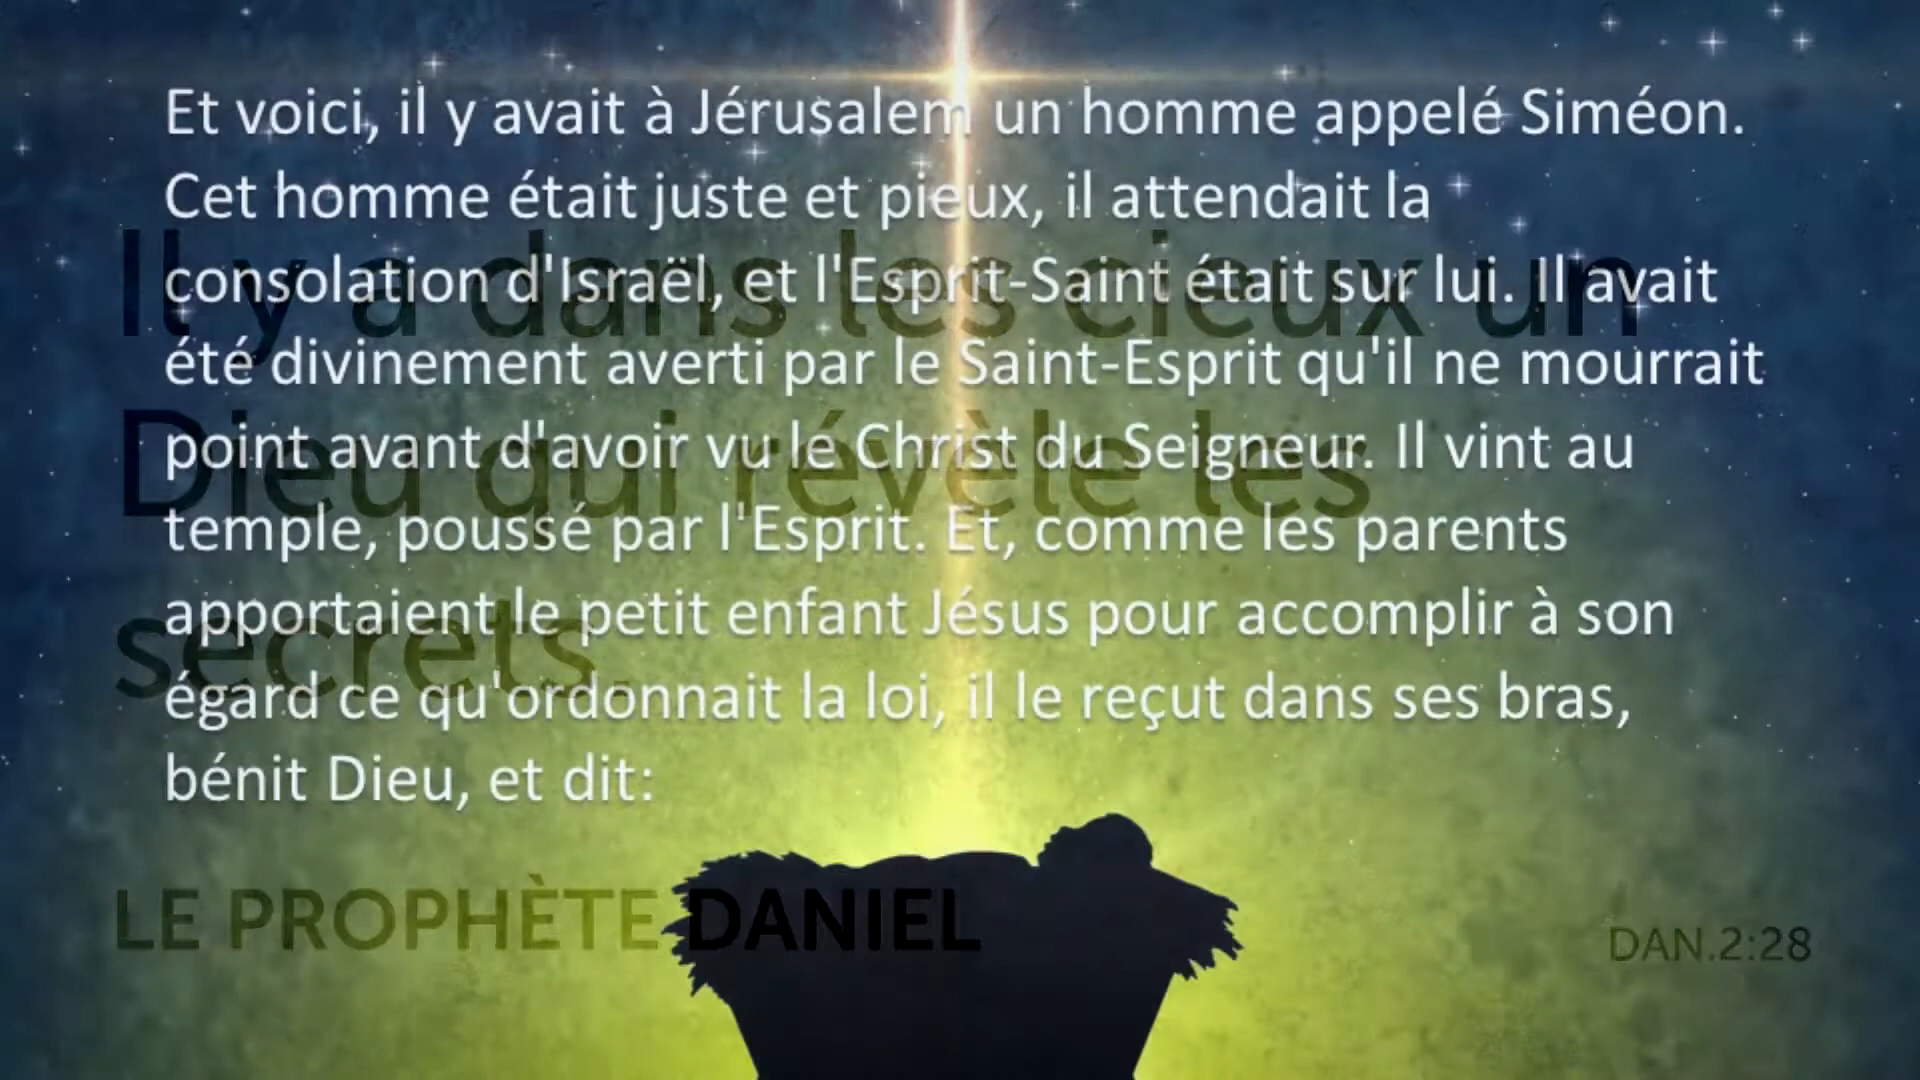 Et voici, il y avait à Jérusalem un homme appelé Siméon.
Cet homme était juste et pieux, il attendait la
consolation d'Israël, et l'Esprit-Saint était sur lui. Il avait
été divinement averti par le Saint-Esprit qu'il ne mourrait
point avant d'avoir vu le Christ du Seigneur. Il vint au
temple, poussé par l'Esprit. Et, comme les parents
apportaient le petit enfant Jésus pour accomplir à son
égard ce qu'ordonnait la loi, il le reçut dans ses bras,
bénit Dieu, et dit:
Il y a dans les cieux un
Dieu qui révèle les
secrets.
LE PROPHÈTE DANIEL
DAN.2:28